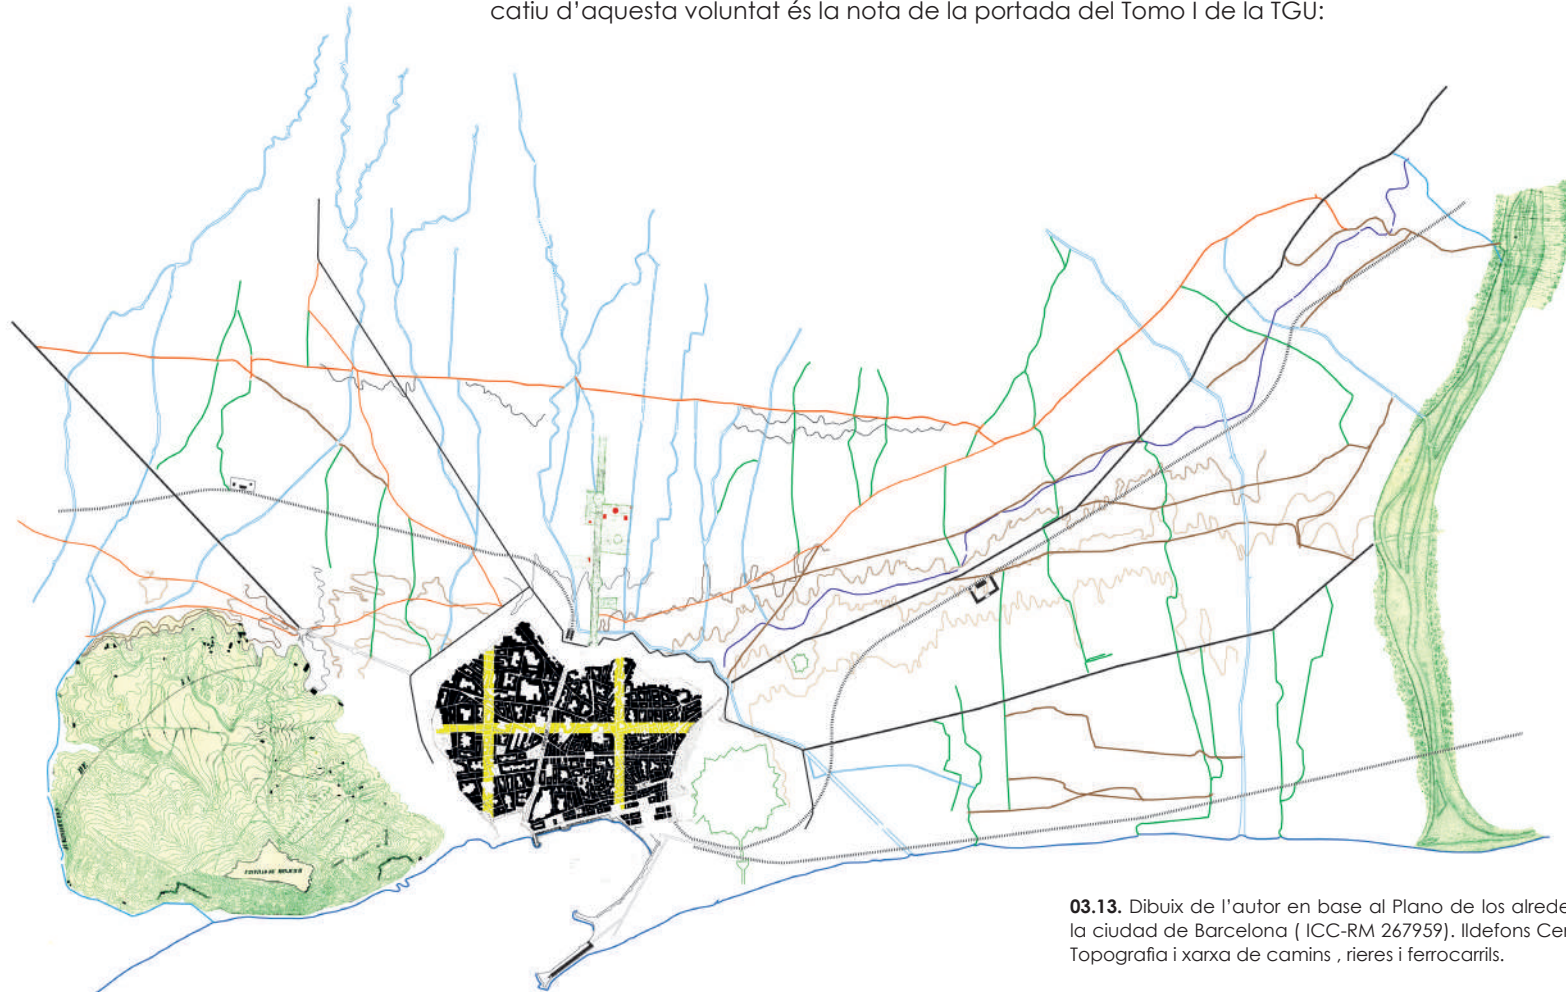 catiu d’aquesta voluntat és la nota de la portada del Tomo I de la TGU:
03.13. Dibuix de l’autor en base al Plano de los alrede
la ciudad de Barcelona ( ICC-RM 267959). Ildefons Cer
Topografia i xarxa de camins , rieres i ferrocarrils.